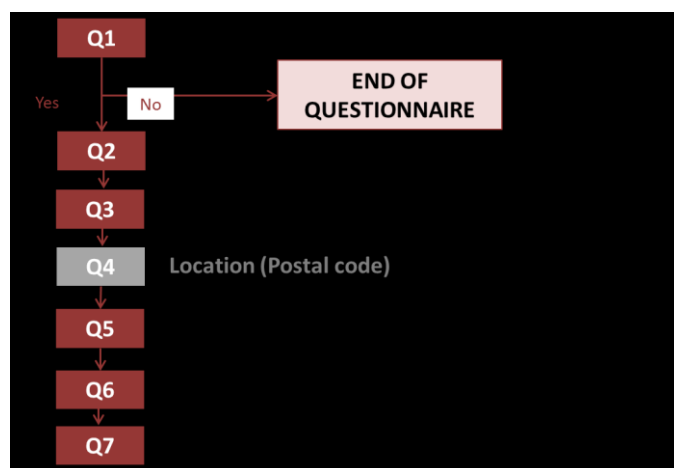 Q1
END OF
QUESTIONNAIRE
Yes
No
Q2
Q3
Q4
Location (Postal code)
Q5
Q6
Q7